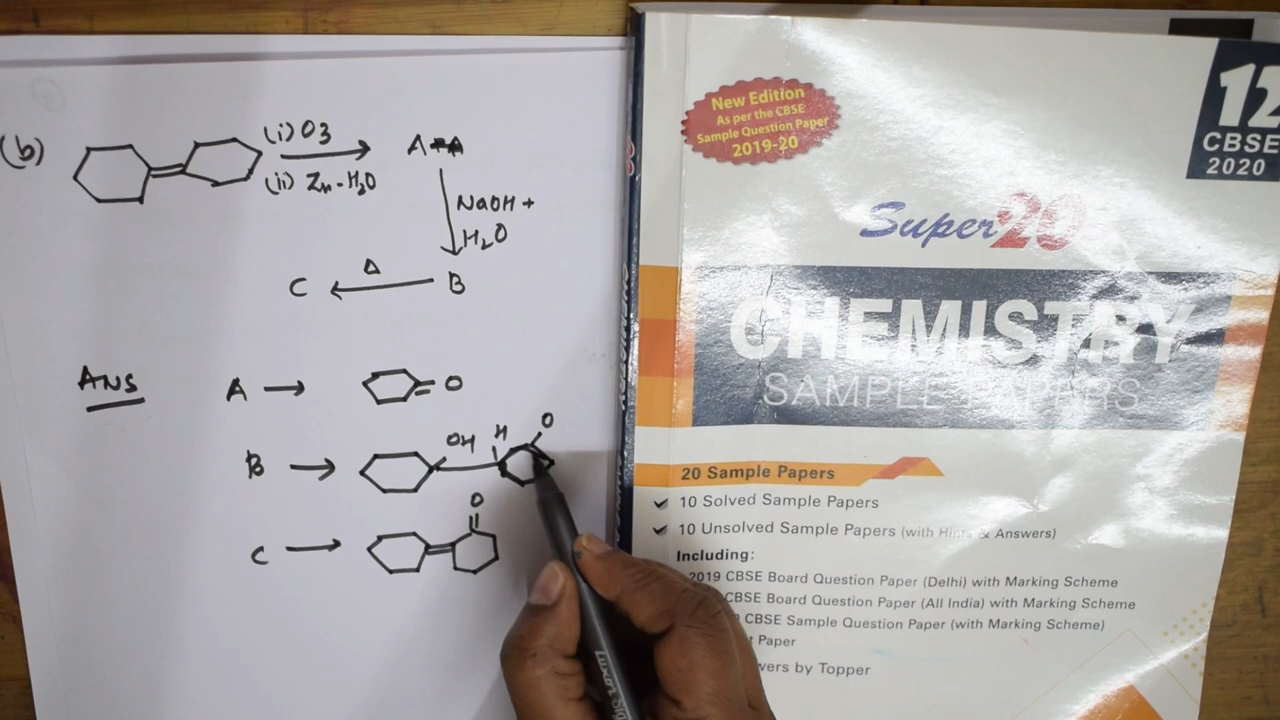 (b)
(i) O3
(ii) Zn-H2O
A
NaOH +
H2O
C ← Δ B
ANS
A → O
B → OH H O
C → O
New Edition
As per the CBSE
Sample Question Paper
2019-20
12
CBSE
2020
Super 20
CHEMISTRY
SAMPLE PAPERS
20 Sample Papers
10 Solved Sample Papers
10 Unsolved Sample Papers (with Hints & Answers)
Including:
2019 CBSE Board Question Paper (Delhi) with Marking Scheme
CBSE Board Question Paper (All India) with Marking Scheme
CBSE Sample Question Paper (with Marking Scheme)
Paper
by Topper